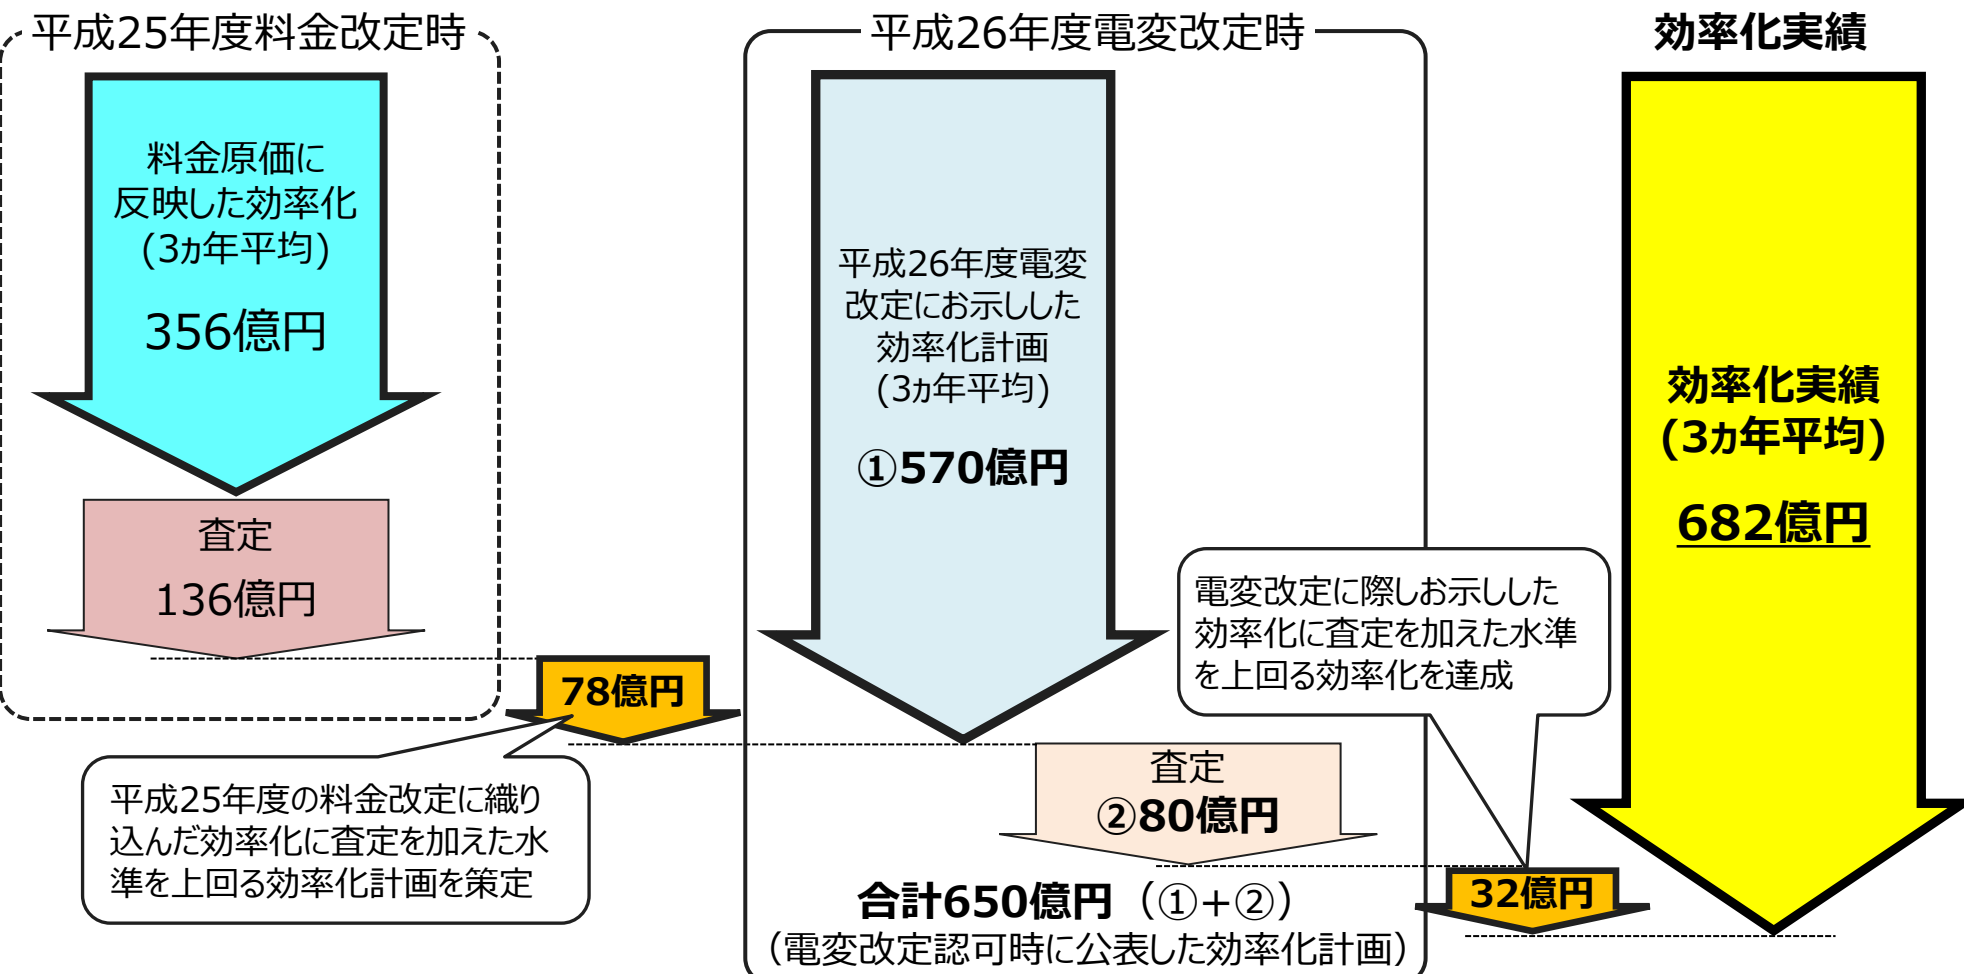 平成25年度料金改定時
料金原価に
反映した効率化
(3ヵ年平均)
356億円
査定
136億円
78億円
平成25年度の料金改定に織り
込んだ効率化に査定を加えた水
準を上回る効率化計画を策定
平成26年度電変改定時
平成26年度電変
改定にお示しした
効率化計画
(3ヵ年平均)
①570億円
査定
②80億円
合計650億円（①+②）
（電変改定認可時に公表した効率化計画）
電変改定に際しお示しした
効率化に査定を加えた水準
を上回る効率化を達成
32億円
効率化実績
効率化実績
(3ヵ年平均)
682億円